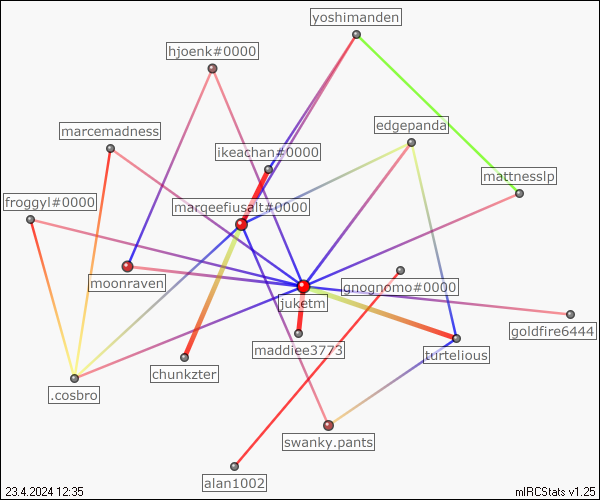 yoshimanden
hjoenk#0000
marcemadness
edgepanda
ikeachan#0000
mattnesslp
froggyl#0000
marqeefiusalt#0000
moonraven
gnognomo#0000
juketm
goldfire6444
maddiee3773
turtelious
chunkzter
.cosbro
swanky.pants
alan1002
23.4.2024 12:35
mIRCStats v1.25